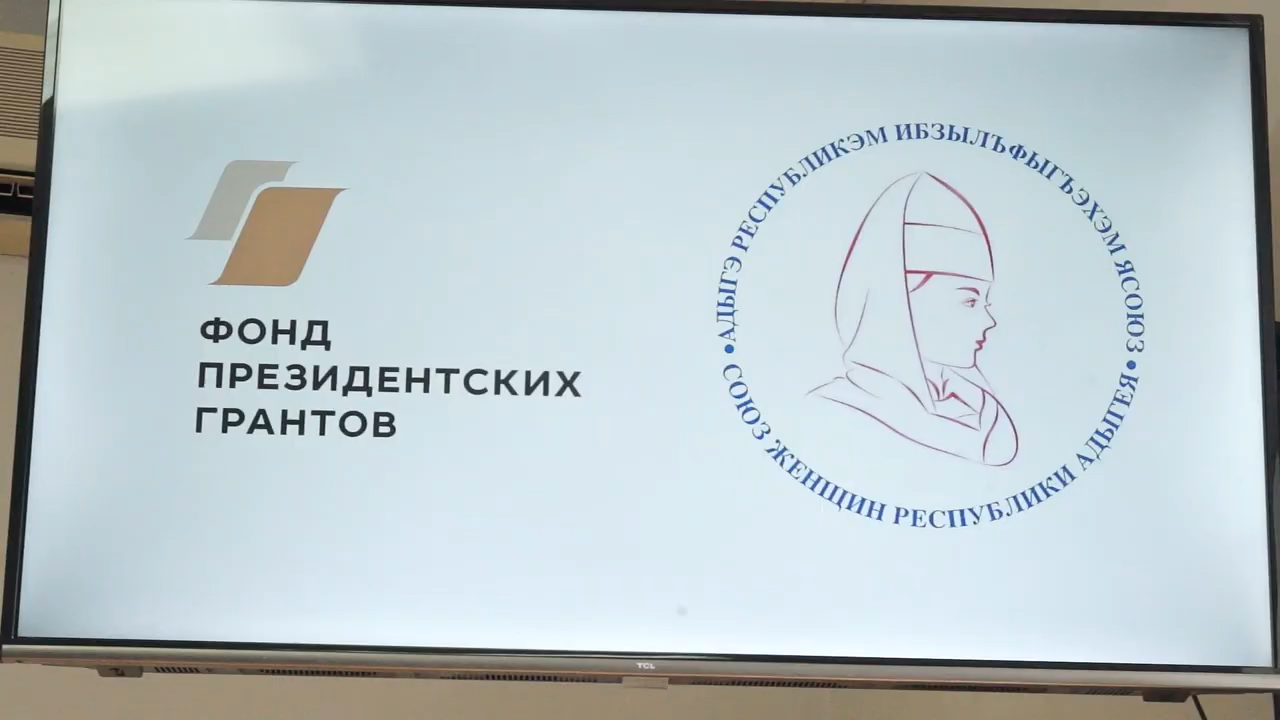 ФОНД
ПРЕЗИДЕНТСКИХ
ГРАНТОВ
АДЫГЭ РЕСПУБЛИКЭМ ИБЗЫЛЪФЫГЪЭХЭМ ЯСОЮЗ
СОЮЗ ЖЕНЩИН РЕСПУБЛИКИ АДЫГЕЯ
TCL